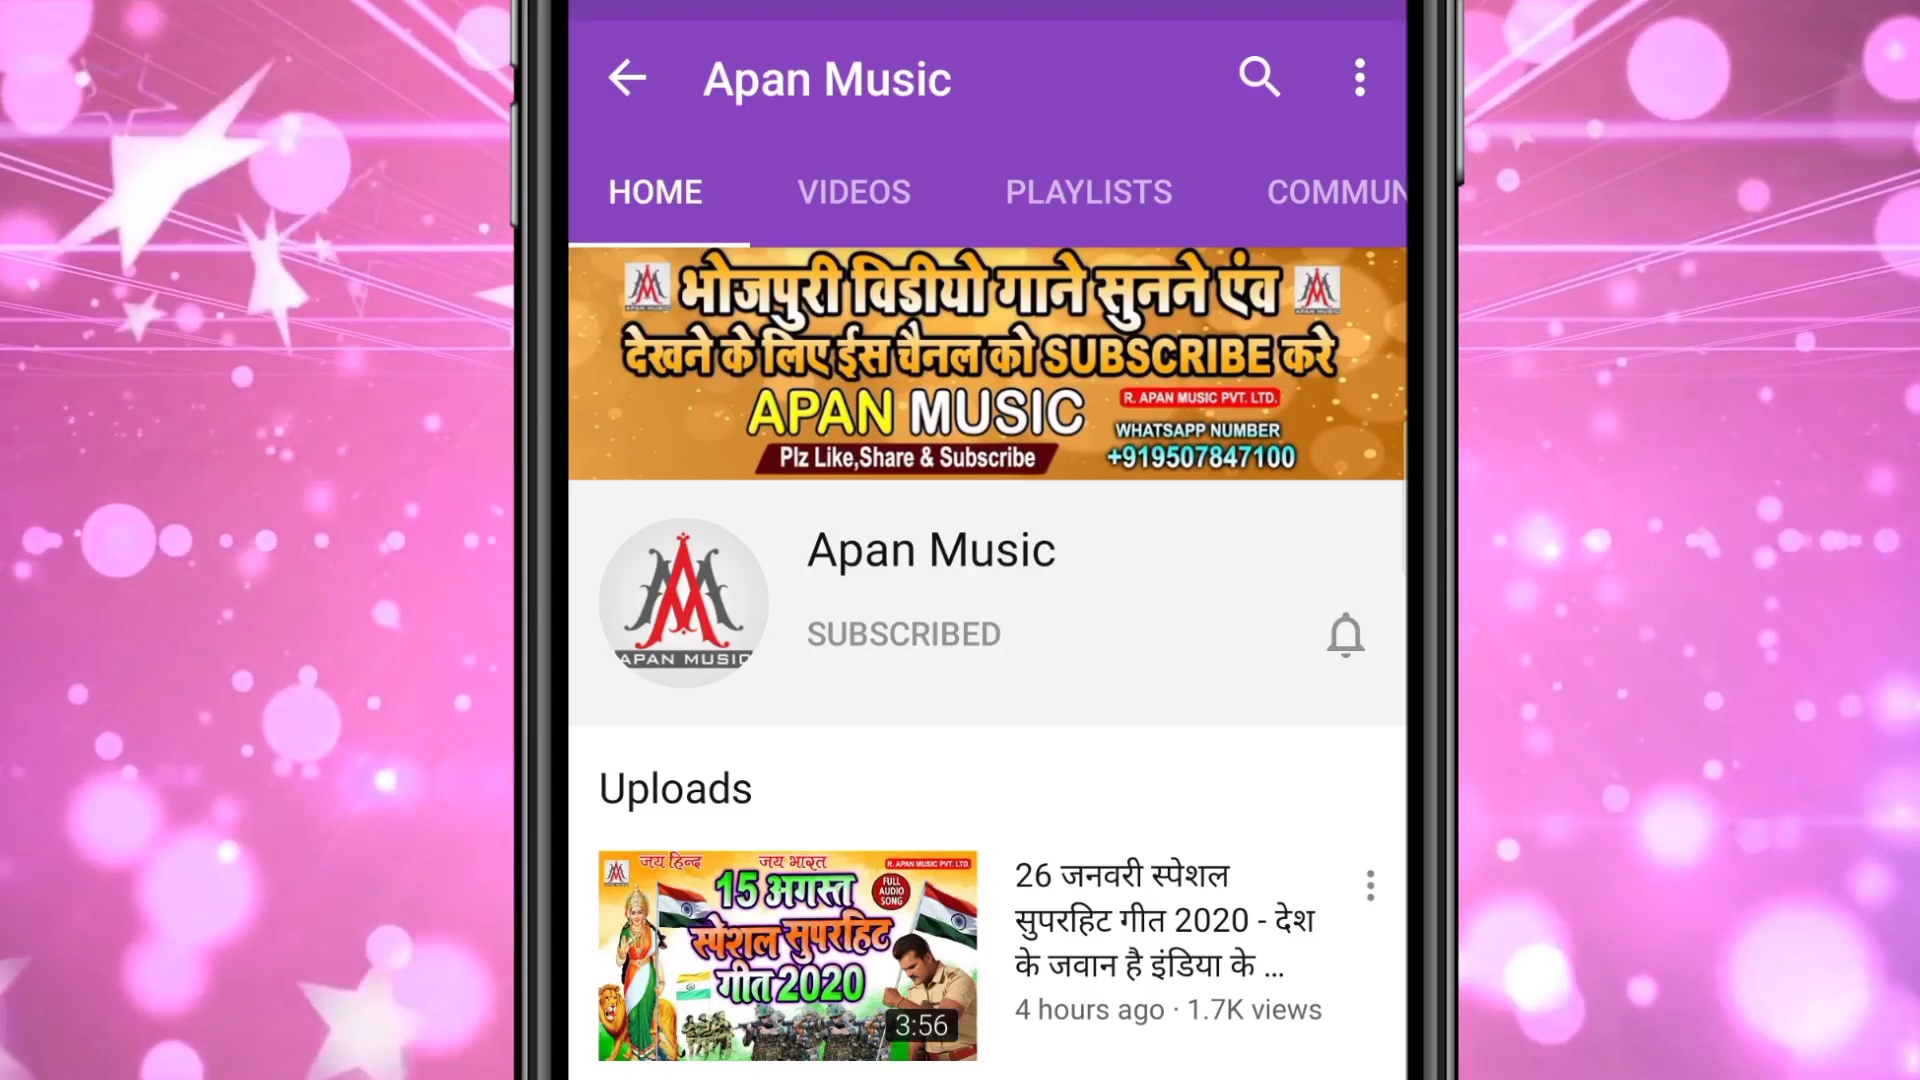 Apan Music
HOME VIDEOS PLAYLISTS COMMUN
भोजपुरी विडीयो गाने सुनने एंव
देखने के लिए ईस चैनल को SUBSCRIBE करे
APAN MUSIC
R. APAN MUSIC PVT. LTD.
Plz Like,Share & Subscribe
WHATSAPP NUMBER
+919507847100
APAN MUSIC
Apan Music
SUBSCRIBED
Uploads
जय हिन्द जय भारत
R. APAN MUSIC PVT. LTD
15 अगस्त
FULL
AUDIO
SONG
स्पेशल सुपरहिट
गीत 2020
3:56
26 जनवरी स्पेशल
सुपरहिट गीत 2020 - देश
के जवान है इंडिया के ...
4 hours ago · 1.7K views